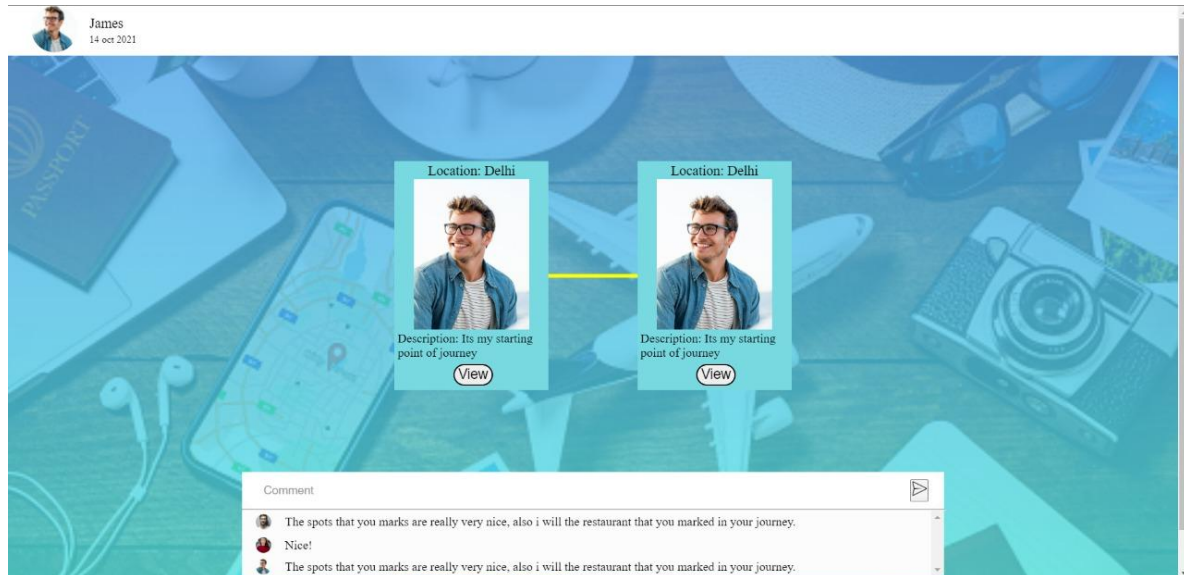 James
14 oct 2021
PASSPORT
Location: Delhi
Location: Delhi
Description: Its my starting
point of journey
Description: Its my starting
point of journey
View
View
Comment
The spots that you marks are really very nice, also i will the restaurant that you marked in your journey.
Nice!
The spots that you marks are really very nice, also i will the restaurant that you marked in your journey.